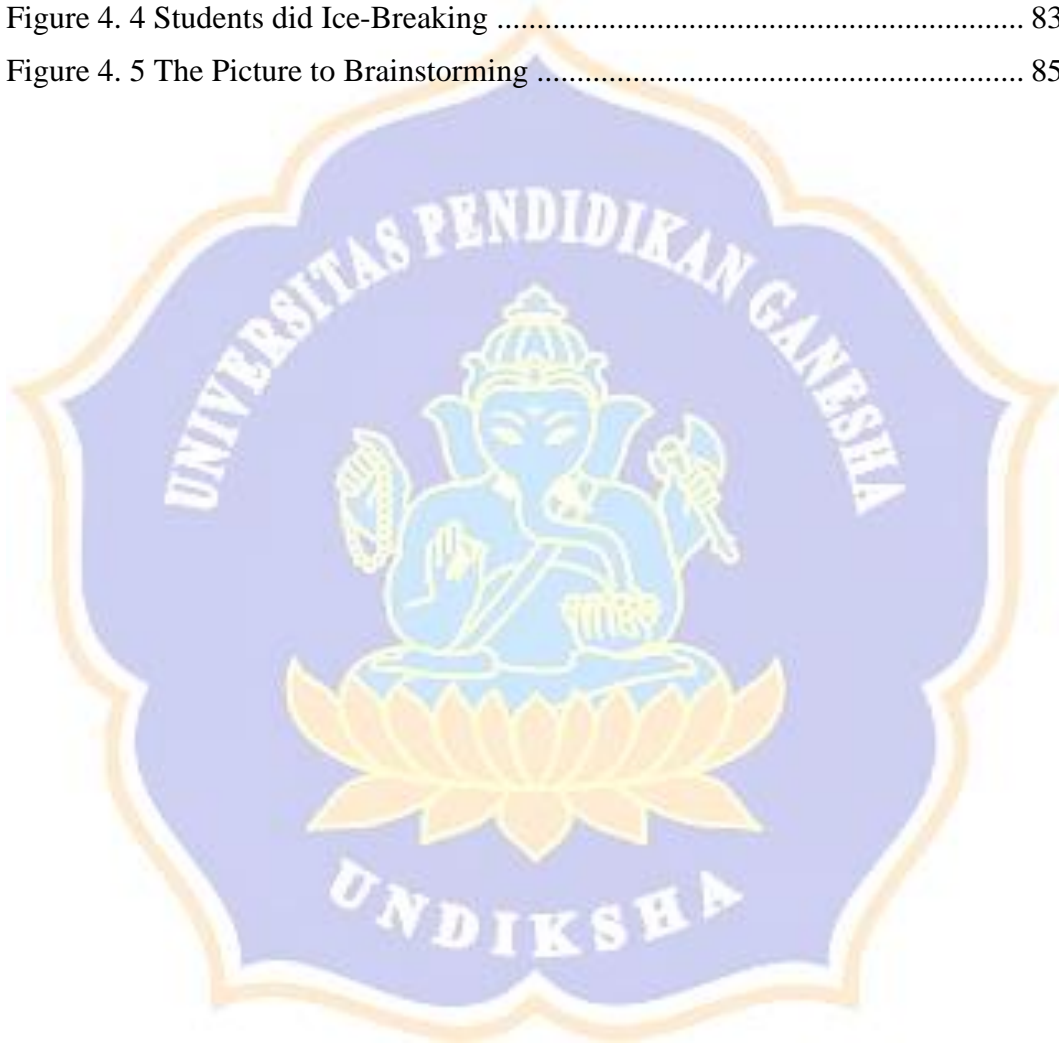 Figure 4. 4 Students did Ice-Breaking ................................................................ 83
Figure 4. 5 The Picture to Brainstorming ........................................................... 85
UNIVERSITAS PENDIDIKAN GANESHA
UNDIKSHA